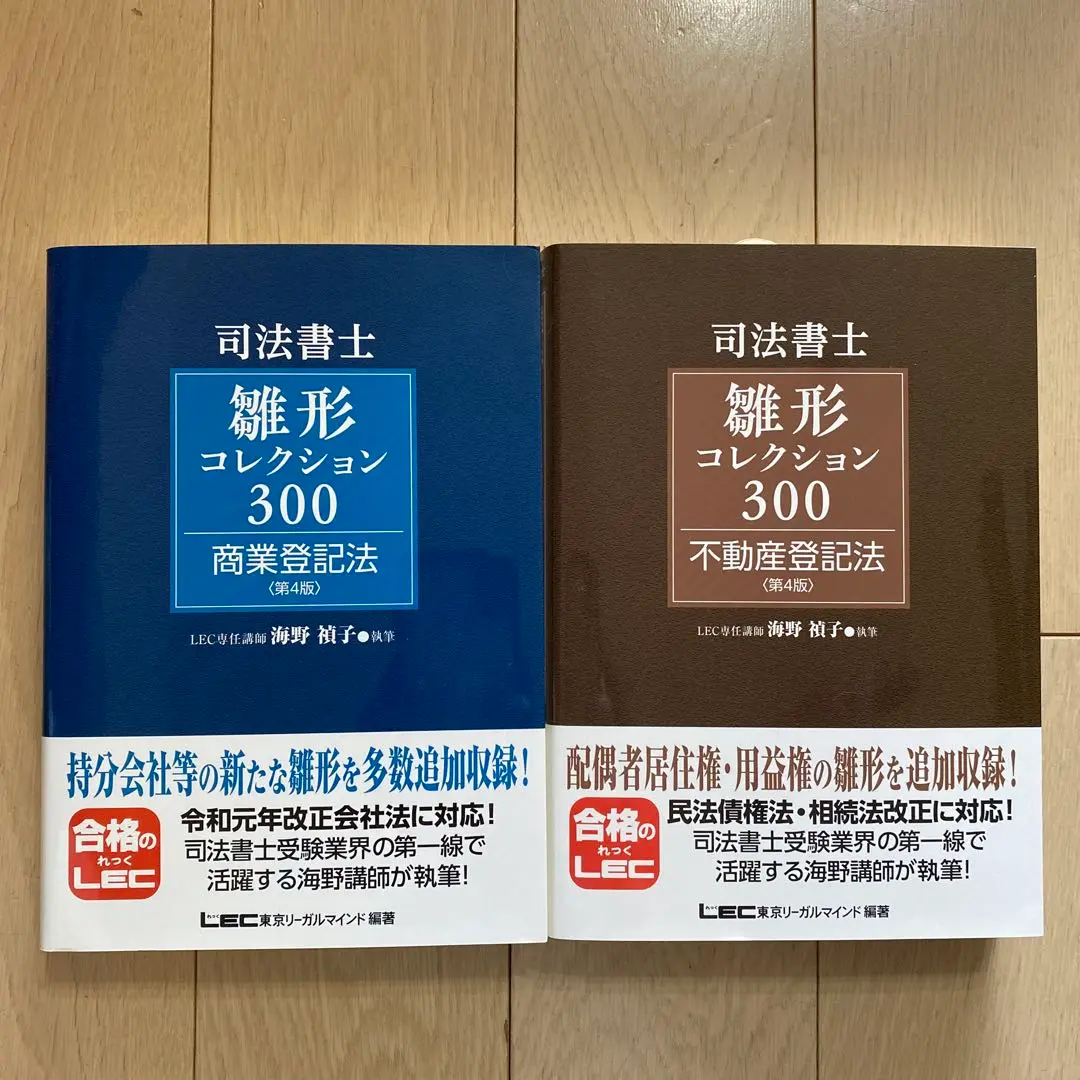 司法書士
雛形
コレクション
300
商業登記法
〈第4版〉
LEC専任講師 海野 禎子●執筆
持分会社等の新たな雛形を多数追加収録!
合格の
れっく
LEC
令和元年改正会社法に対応!
司法書士受験業界の第一線で
活躍する海野講師が執筆!
れっく
LEC東京リーガルマインド 編著
司法書士
雛形
コレクション
300
不動産登記法
〈第4版〉
LEC専任講師 海野 禎子●執筆
配偶者居住権・用益権の雛形を追加収録!
合格の
れっく
LEC
民法債権法・相続法改正に対応!
司法書士受験業界の第一線で
活躍する海野講師が執筆!
れっく
LEC東京リーガルマインド 編著